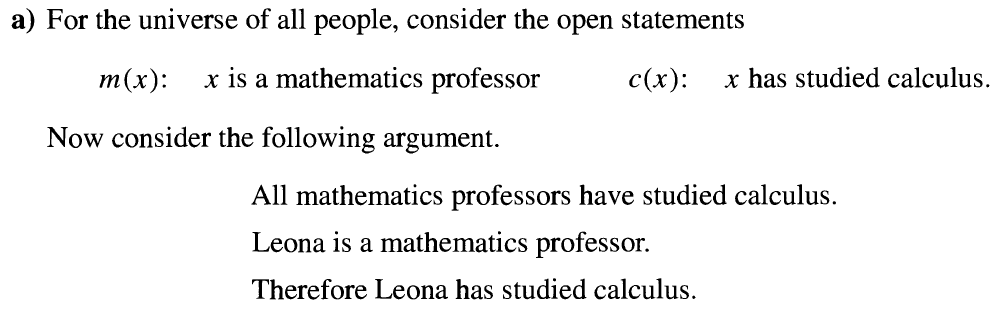 a) For the universe of all people, consider the open statements
m(x): x is a mathematics professor c(x): x has studied calculus.
Now consider the following argument.
All mathematics professors have studied calculus.
Leona is a mathematics professor.
Therefore Leona has studied calculus.